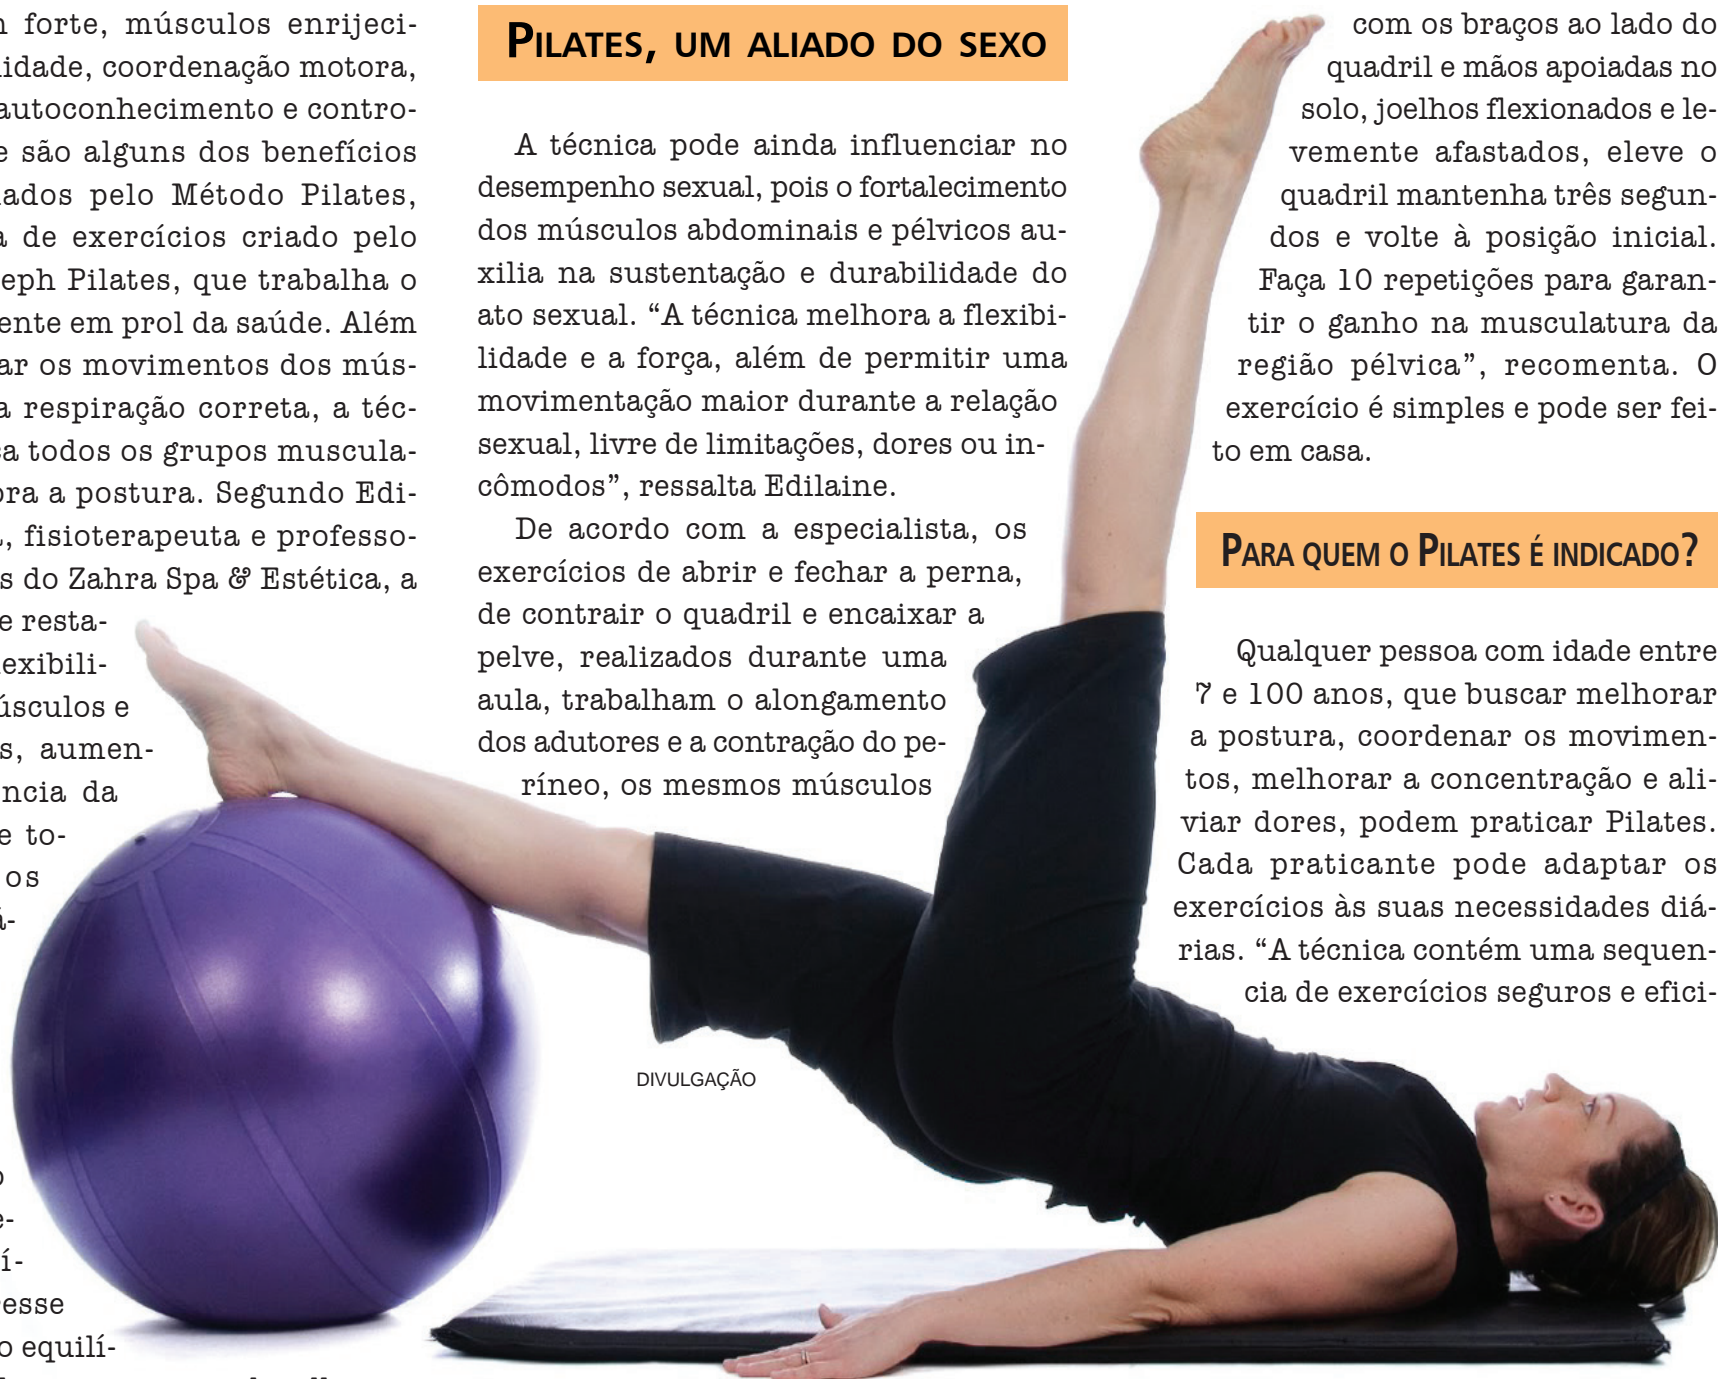 forte, músculos enrijeci-
lidade, coordenação motora,
autoconhecimento e contro-
e são alguns dos benefícios
ados pelo Método Pilates,
a de exercícios criado pelo
eph Pilates, que trabalha o
ente em prol da saúde. Além
ar os movimentos dos mús-
a respiração correta, a téc-
a todos os grupos muscula-
ora a postura. Segundo Edi-
, fisioterapeuta e professo-
s do Zahra Spa & Estética, a
e resta-
lexibili-
úsculos e
s, aumen-
ncia da
e to-
os
á-
o
e-
í-
esse
o equilí-
PILATES, UM ALIADO DO SEXO
A técnica pode ainda influenciar no
desempenho sexual, pois o fortalecimento
dos músculos abdominais e pélvicos au-
xilia na sustentação e durabilidade do
ato sexual. “A técnica melhora a flexibi-
lidade e a força, além de permitir uma
movimentação maior durante a relação
sexual, livre de limitações, dores ou in-
cômodos”, ressalta Edilaine.
De acordo com a especialista, os
exercícios de abrir e fechar a perna,
de contrair o quadril e encaixar a
pelve, realizados durante uma
aula, trabalham o alongamento
dos adutores e a contração do pe-
ríneo, os mesmos músculos
DIVULGAÇÃO
com os braços ao lado do
quadril e mãos apoiadas no
solo, joelhos flexionados e le-
vemente afastados, eleve o
quadril mantenha três segun-
dos e volte à posição inicial.
Faça 10 repetições para garan-
tir o ganho na musculatura da
região pélvica”, recomenta. O
exercício é simples e pode ser fei-
to em casa.
PARA QUEM O PILATES É INDICADO?
Qualquer pessoa com idade entre
7 e 100 anos, que buscar melhorar
a postura, coordenar os movimen-
tos, melhorar a concentração e ali-
viar dores, podem praticar Pilates.
Cada praticante pode adaptar os
exercícios às suas necessidades diá-
rias. “A técnica contém uma sequen-
cia de exercícios seguros e efici-